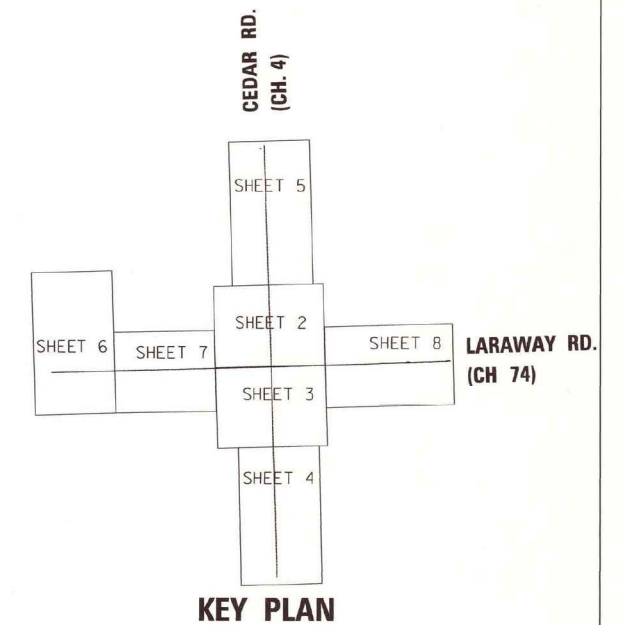 CEDAR RD.
(CH. 4)
SHEET 5
SHEET 2
SHEET 6
SHEET 7
SHEET 8
LARAWAY RD.
(CH 74)
SHEET 3
SHEET 4
KEY PLAN